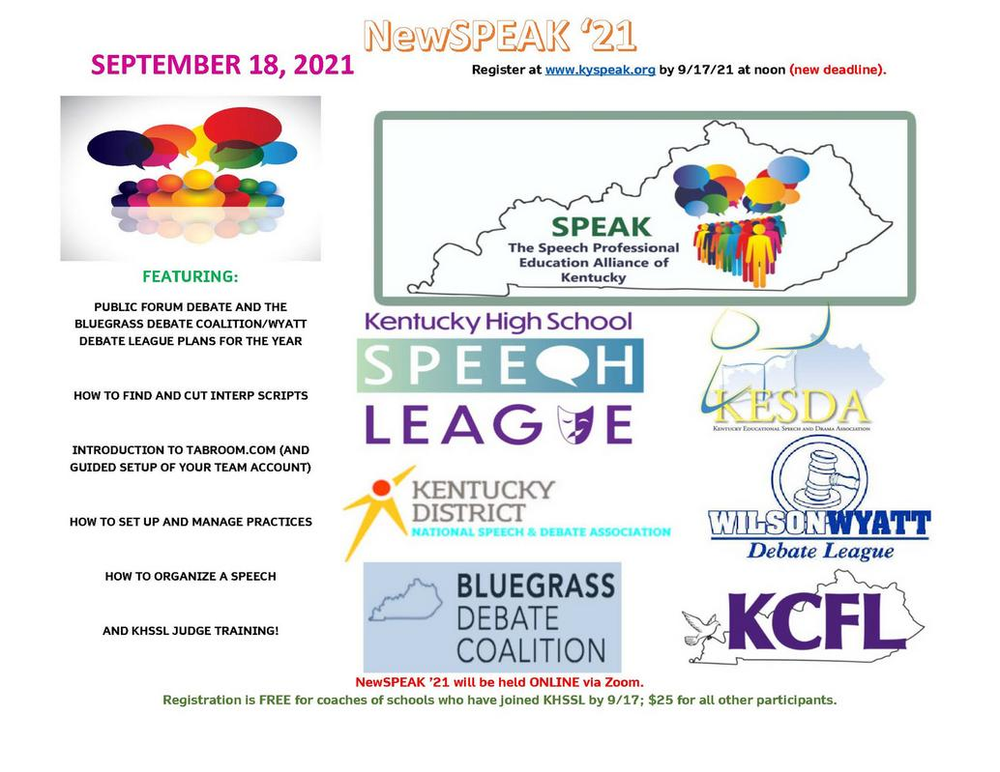 NewSPEAK ‘21
SEPTEMBER 18, 2021
Register at www.kyspeak.org by 9/17/21 at noon (new deadline).
FEATURING:
PUBLIC FORUM DEBATE AND THE
BLUEGRASS DEBATE COALITION/WYATT
DEBATE LEAGUE PLANS FOR THE YEAR
HOW TO FIND AND CUT INTERP SCRIPTS
INTRODUCTION TO TABROOM.COM (AND
GUIDED SETUP OF YOUR TEAM ACCOUNT)
HOW TO SET UP AND MANAGE PRACTICES
HOW TO ORGANIZE A SPEECH
AND KHSSL JUDGE TRAINING!
SPEAK
The Speech Professional
Education Alliance of
Kentucky
Kentucky High School
SPEECH
LEAGUE
KESDA
KENTUCKY EDUCATIONAL SPEECH AND DRAMA ASSOCIATION
KENTUCKY
DISTRICT
NATIONAL SPEECH & DEBATE ASSOCIATION
WILSON WYATT
Debate League
BLUEGRASS
DEBATE
COALITION
KCFL
NewSPEAK ’21 will be held ONLINE via Zoom.
Registration is FREE for coaches of schools who have joined KHSSL by 9/17; $25 for all other participants.